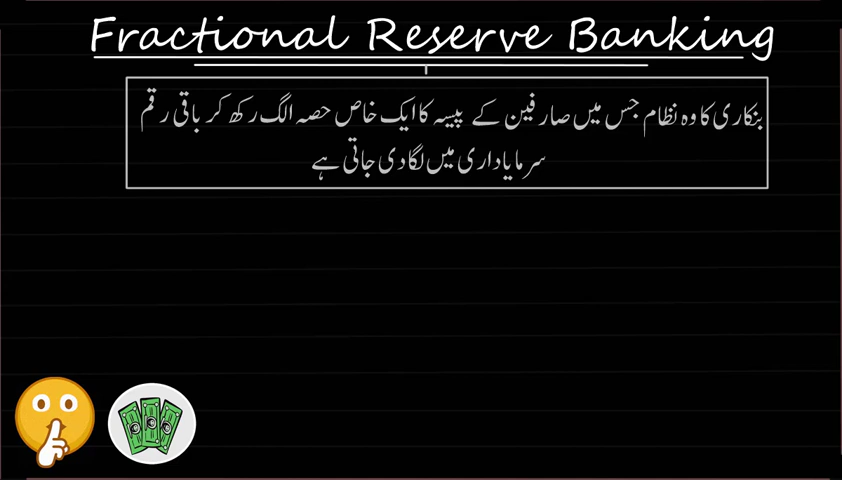 Fractional Reserve Banking
بنکاری کا وہ نظام جس میں صارفین کے پیسہ کا ایک خاص حصہ الگ رکھ کر باقی رقم
سرمایاداری میں لگا دی جاتی ہے